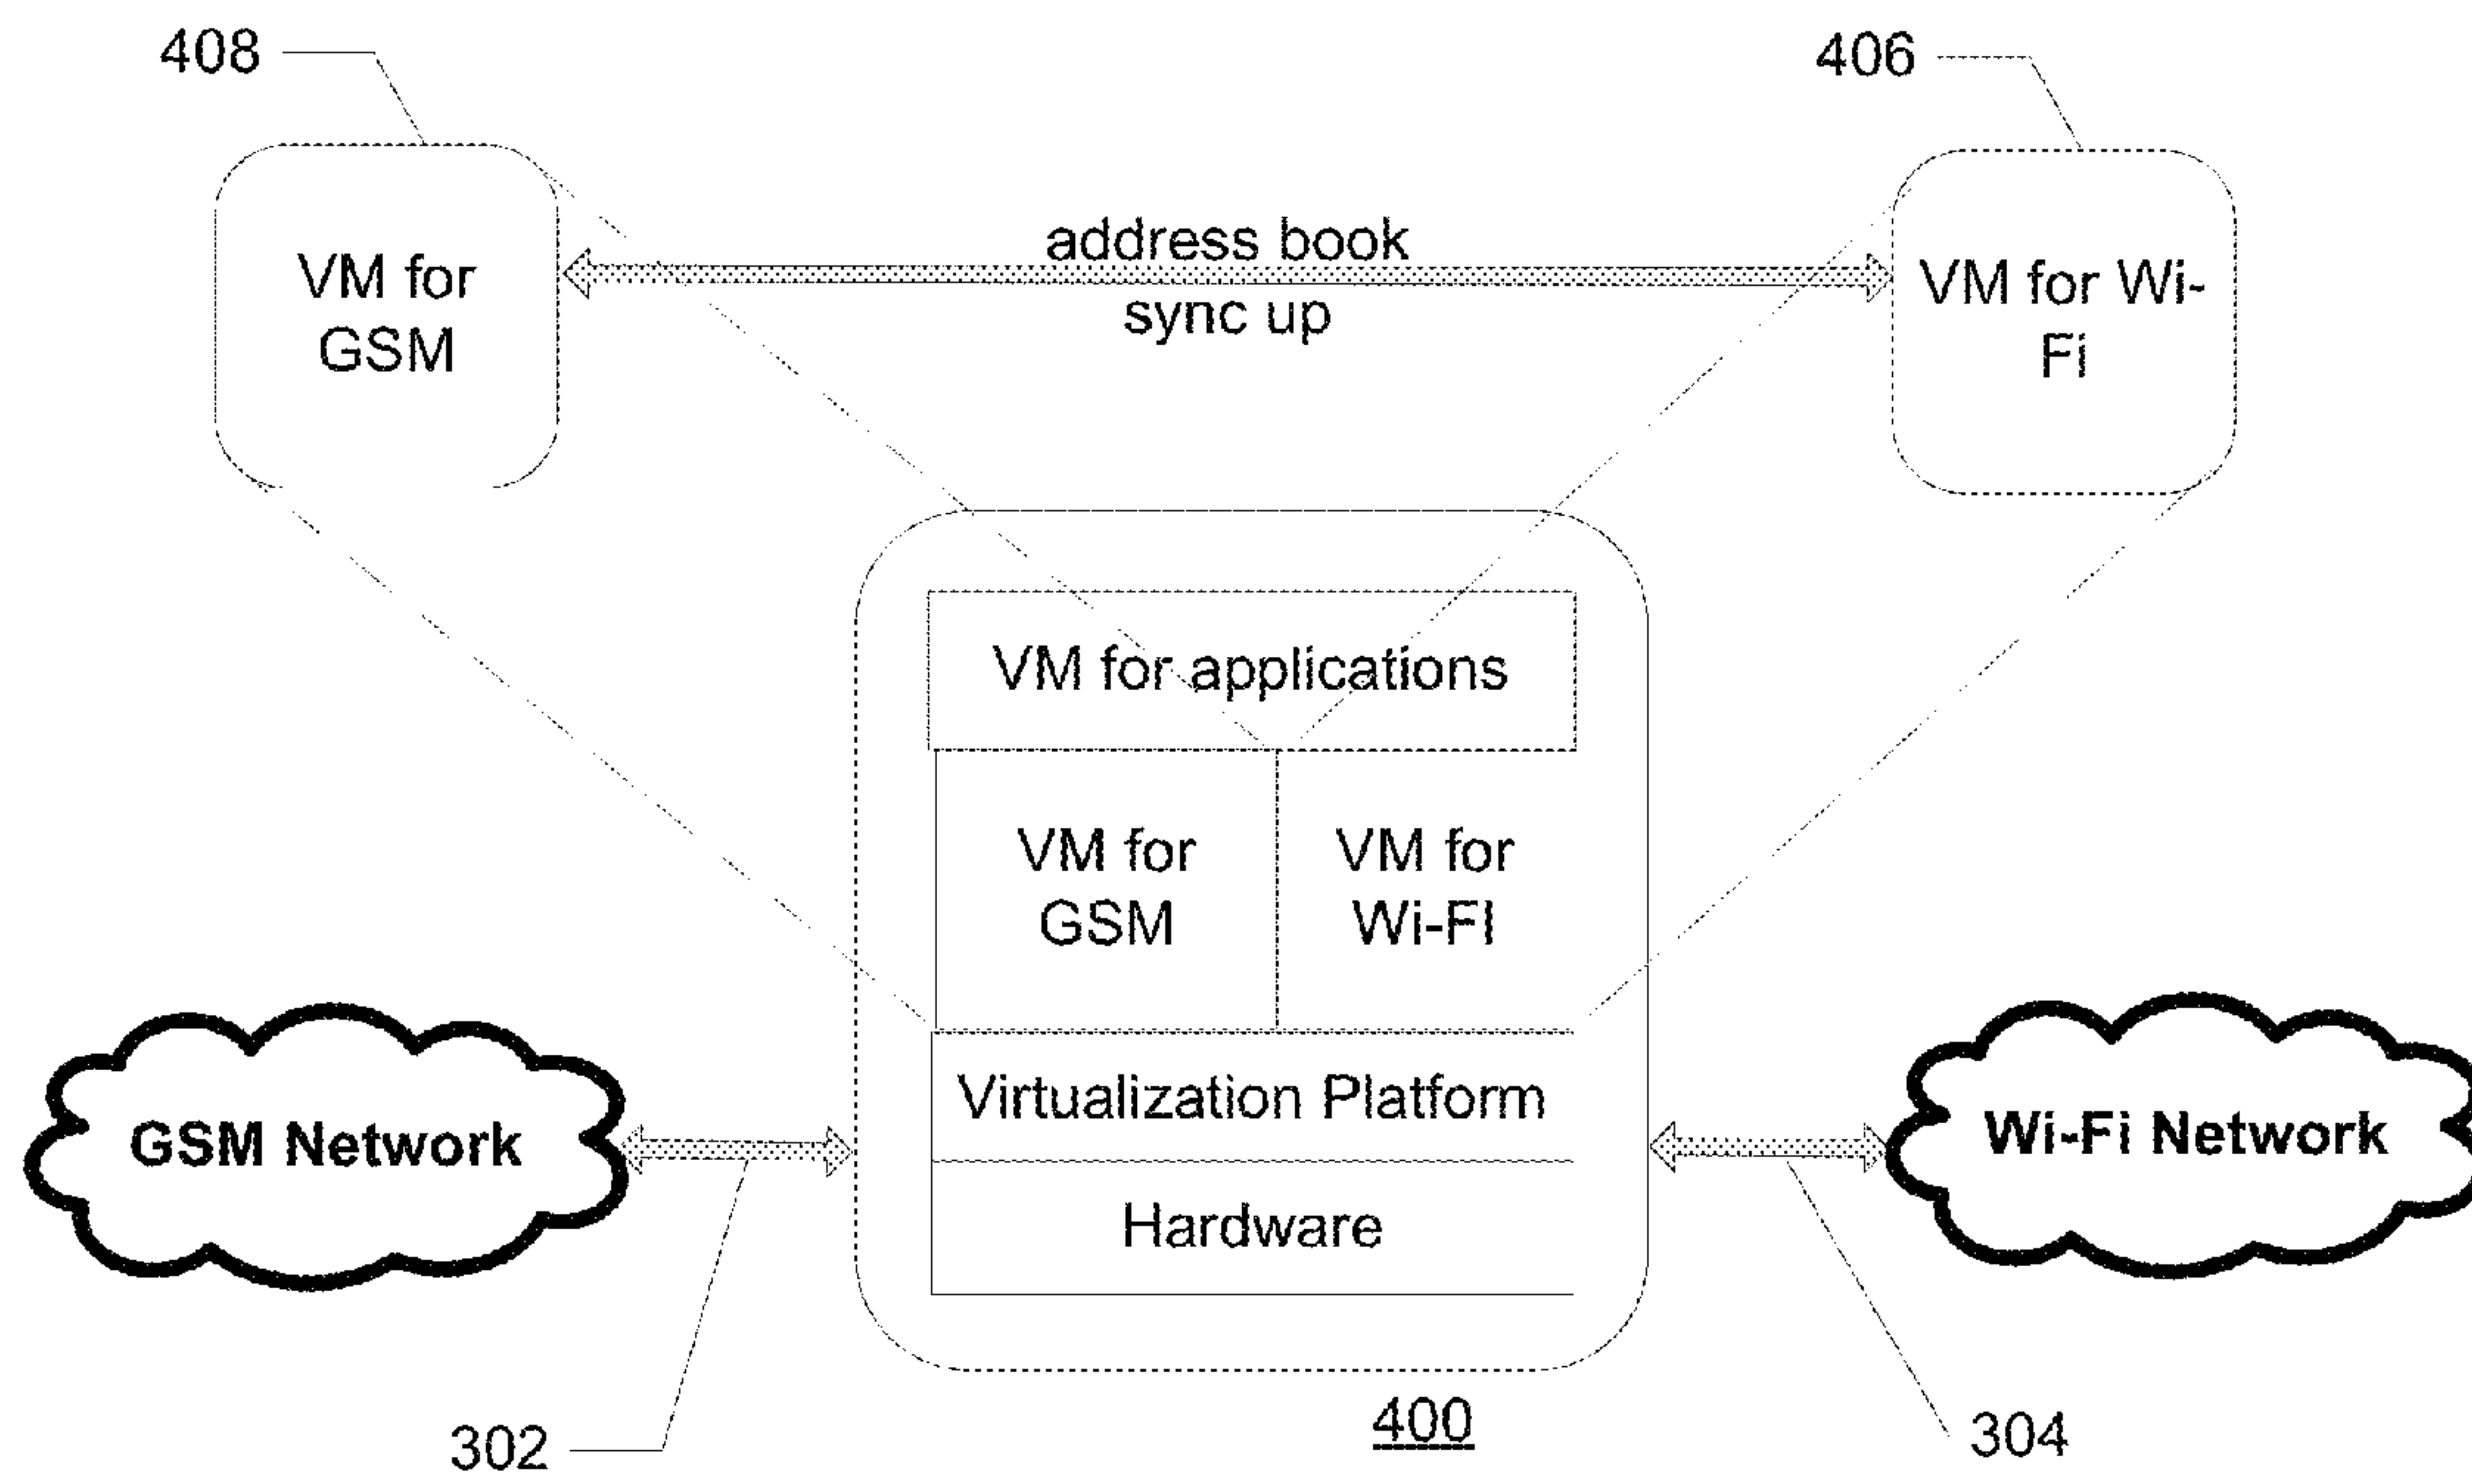 408
406
address book
sync up
VM for
GSM
VM for Wi-
Fi
VM for applications
VM for
GSM
VM for
Wi-FI
Virtualization Platform
GSM Network
Wi-Fi Network
Hardware
400
302
304